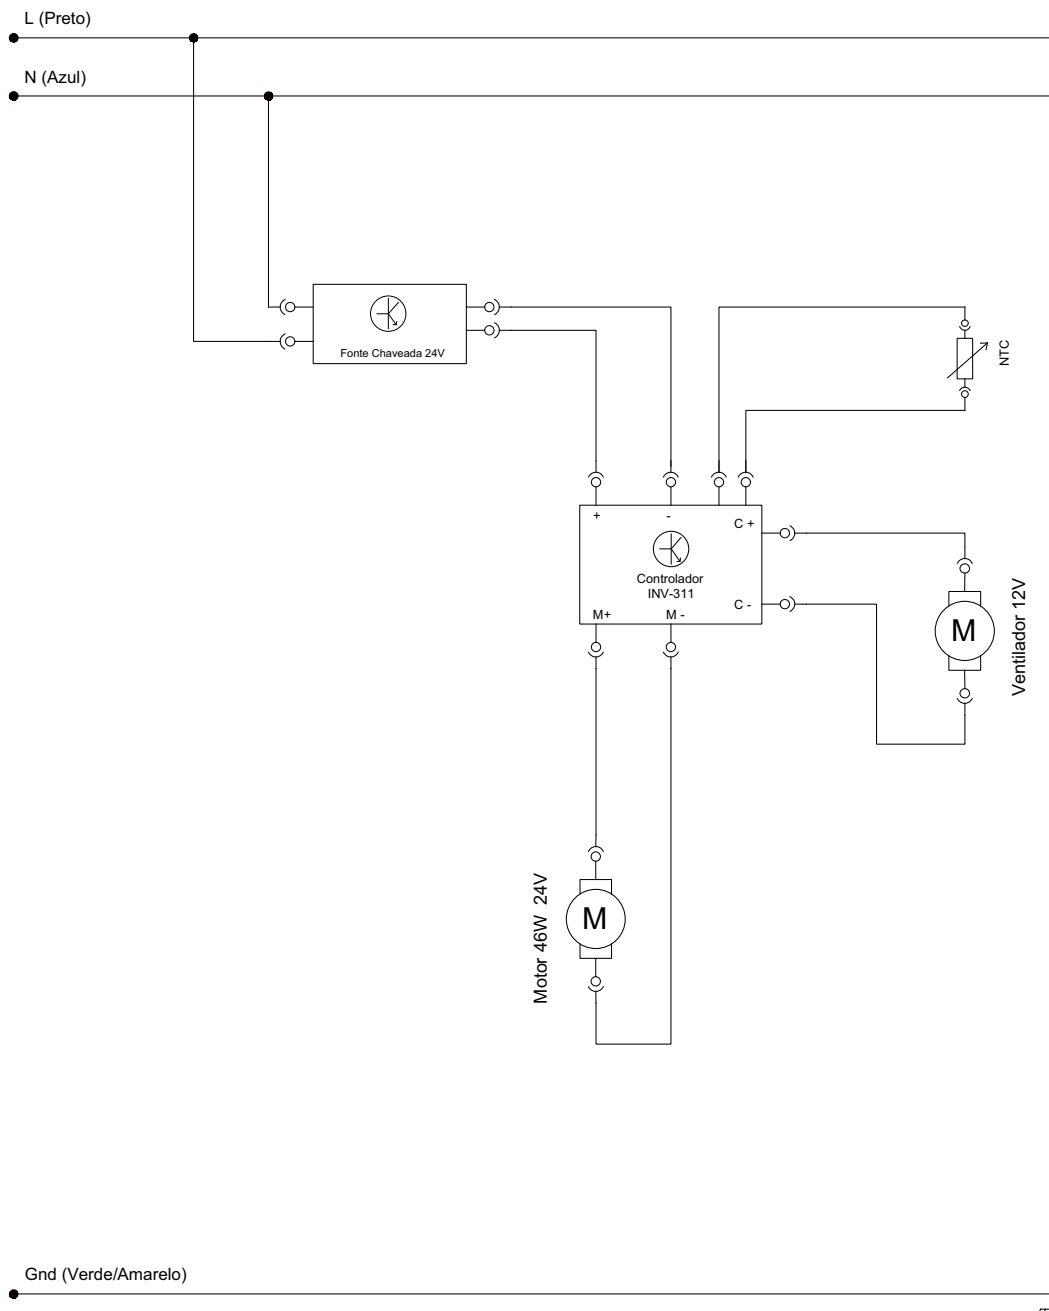 L (Preto)
N (Azul)
Fonte Chaveada 24V
NTC
+
-
C +
Controlador
INV-311
C -
M+
M -
M
Ventilador 12V
M
Motor 46W  24V
Gnd (Verde/Amarelo)